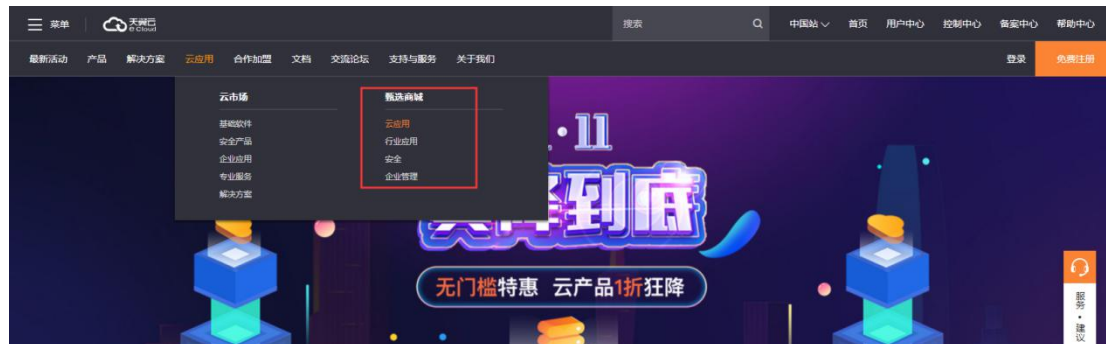 菜单
天翼云
e Cloud
搜索
中国站
首页
用户中心
控制中心
备案中心
帮助中心
最新活动
产品
解决方案
云应用
合作加盟
文档
交流论坛
支持与服务
关于我们
登录
免费注册
云市场
基础软件
安全产品
企业应用
专业服务
解决方案
甄选商城
云应用
行业应用
安全
企业管理
11
到底
无门槛特惠 云产品1折狂降
服务·建议